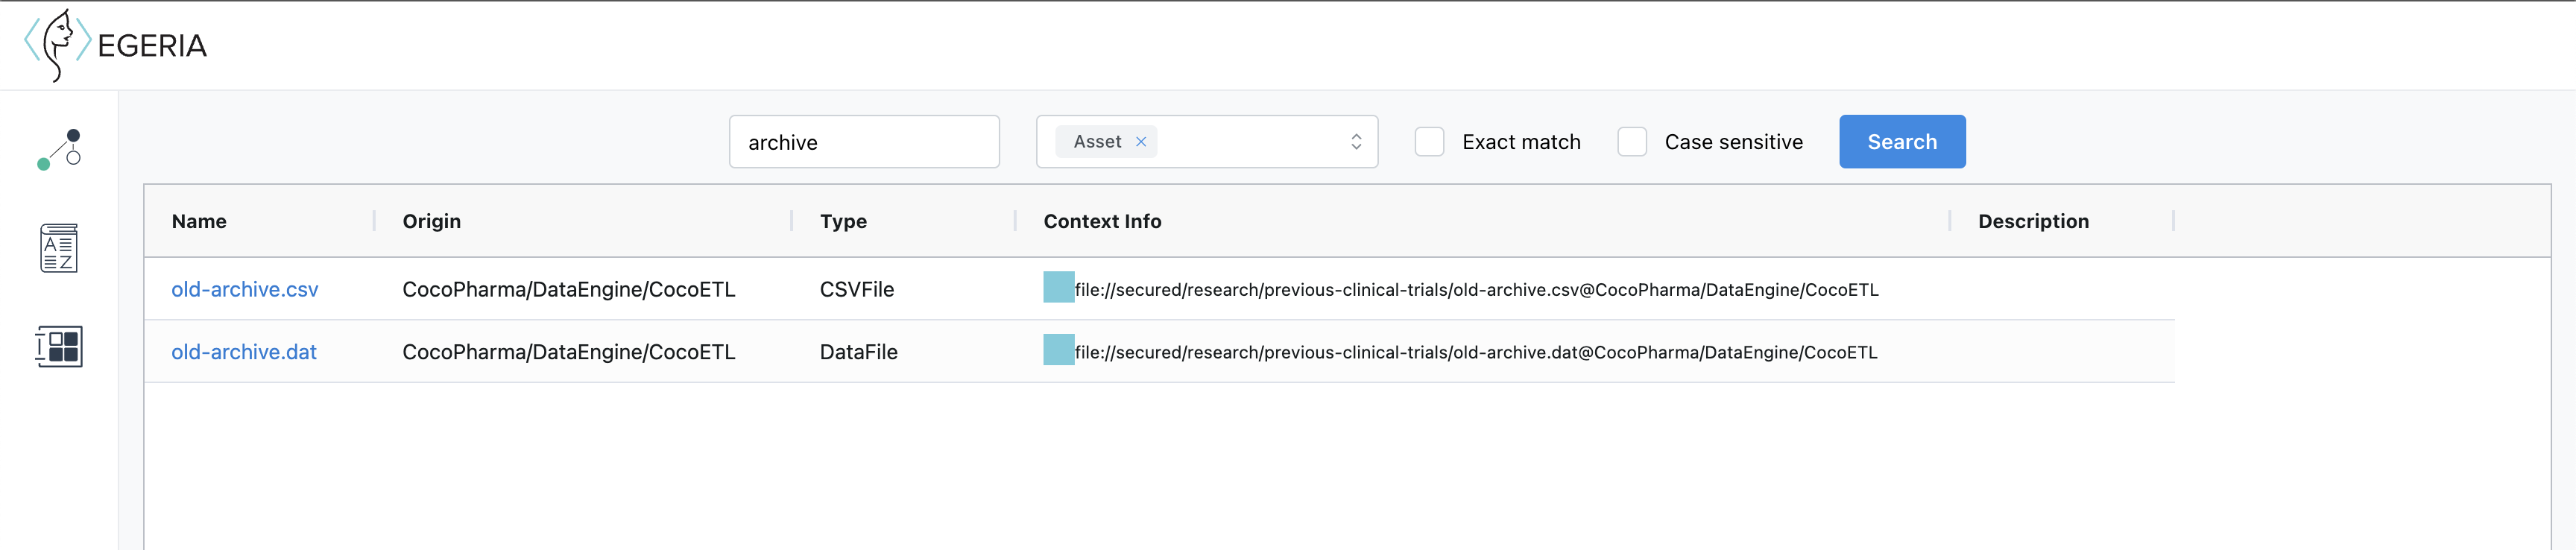 EGERIA
archive
Asset ×
Exact match
Case sensitive
Search
Name Origin Type Context Info Description
old-archive.csv CocoPharma/DataEngine/CocoETL CSVFile file://secured/research/previous-clinical-trials/old-archive.csv@CocoPharma/DataEngine/CocoETL
old-archive.dat CocoPharma/DataEngine/CocoETL DataFile file://secured/research/previous-clinical-trials/old-archive.dat@CocoPharma/DataEngine/CocoETL
A
Z